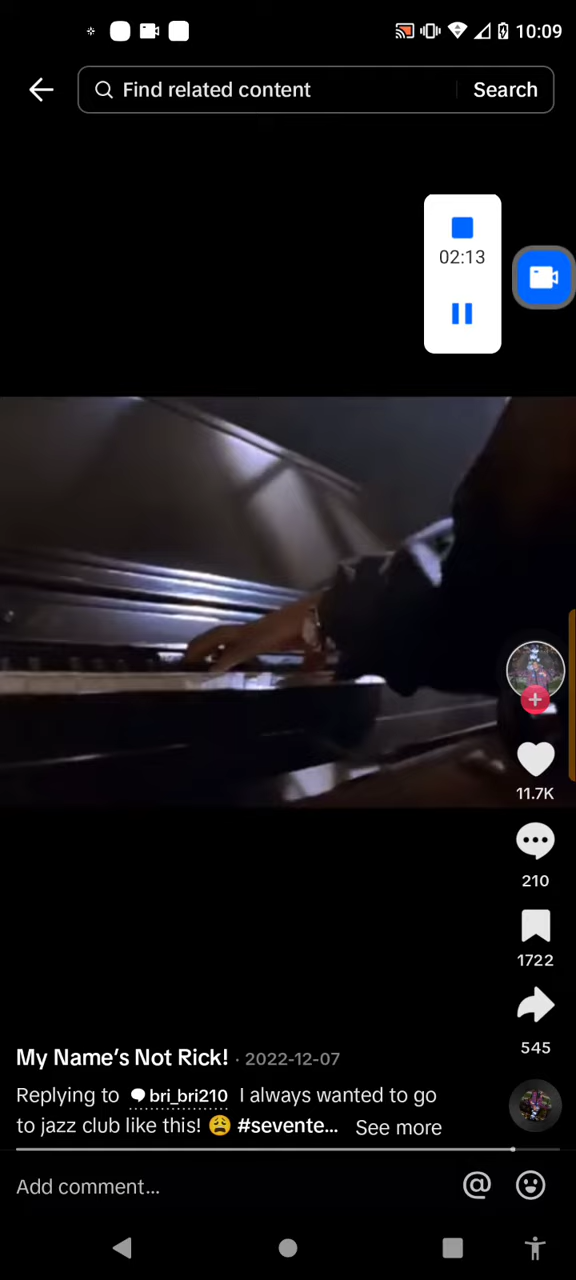 10:09
Find related content
Search
02:13
11.7K
210
1722
545
My Name's Not Rick! · 2022-12-07
Replying to bri_bri210 I always wanted to go
to jazz club like this! 😩 #sevente... See more
Add comment...